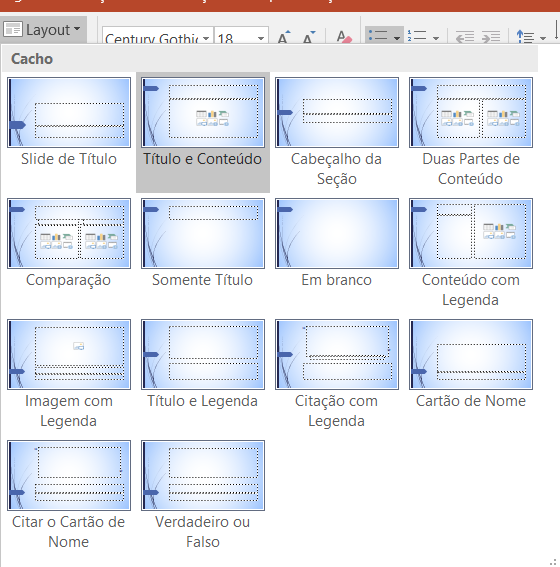 Layout
Century Gothic
18
Cacho
Slide de Título
Título e Conteúdo
Cabeçalho da
Seção
Duas Partes de
Conteúdo
Comparação
Somente Título
Em branco
Conteúdo com
Legenda
Imagem com
Legenda
Título e Legenda
Citação com
Legenda
Cartão de Nome
Citar o Cartão de
Nome
Verdadeiro ou
Falso